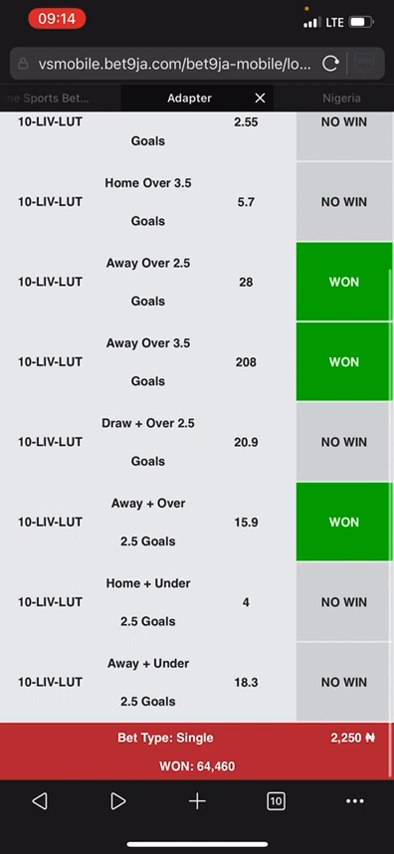 09:14
LTE
vsmobile.bet9ja.com/bet9ja-mobile/lo...
ne Sports Bet...
Adapter
Nigeria
10-LIV-LUT
2.55
NO WIN
Goals
Home Over 3.5
10-LIV-LUT
5.7
NO WIN
Goals
Away Over 2.5
10-LIV-LUT
28
WON
Goals
Away Over 3.5
10-LIV-LUT
208
WON
Goals
Draw + Over 2.5
10-LIV-LUT
20.9
NO WIN
Goals
Away + Over
10-LIV-LUT
15.9
WON
2.5 Goals
Home + Under
10-LIV-LUT
4
NO WIN
2.5 Goals
Away + Under
10-LIV-LUT
18.3
NO WIN
2.5 Goals
Bet Type: Single
2,250 ₦
WON: 64,460
10